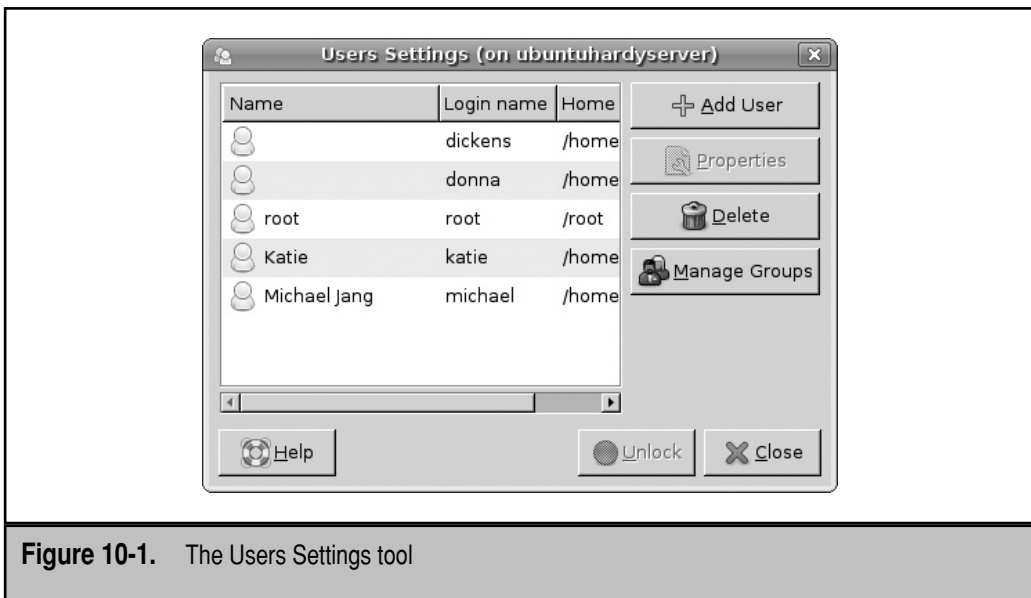 Users Settings (on ubuntuhardyserver)
Name Login name Home
dickens /home
donna /home
root root /root
Katie katie /home
Michael Jang michael /home
Add User
Properties
Delete
Manage Groups
Help Unlock Close
Figure 10-1. The Users Settings tool